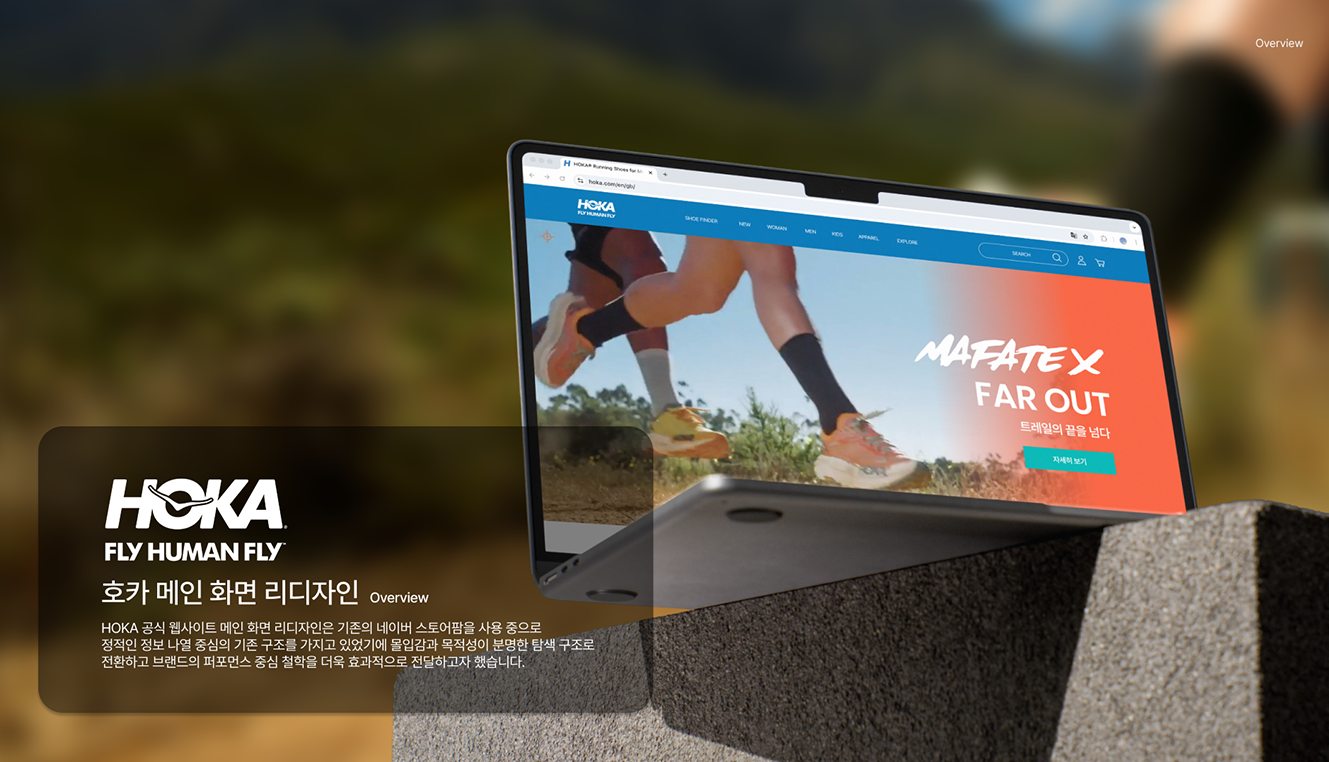 Overview
HOKA® Running Shoes for M
hoka.com/en/gb/
HOKA
FLY HUMAN FLY
SHOE FINDER NEW WOMAN MEN KIDS APPAREL EXPLORE
SEARCH
MAFATE X
FAR OUT
트레일의 끝을 넘다
자세히 보기
HOKA®
FLY HUMAN FLY™
호카 메인 화면 리디자인 Overview
HOKA 공식 웹사이트 메인 화면 리디자인은 기존의 네이버 스토어팜을 사용 중으로
정적인 정보 나열 중심의 기존 구조를 가지고 있었기에 몰입감과 목적성이 분명한 탐색 구조로
전환하고 브랜드의 퍼포먼스 중심 철학을 더욱 효과적으로 전달하고자 했습니다.